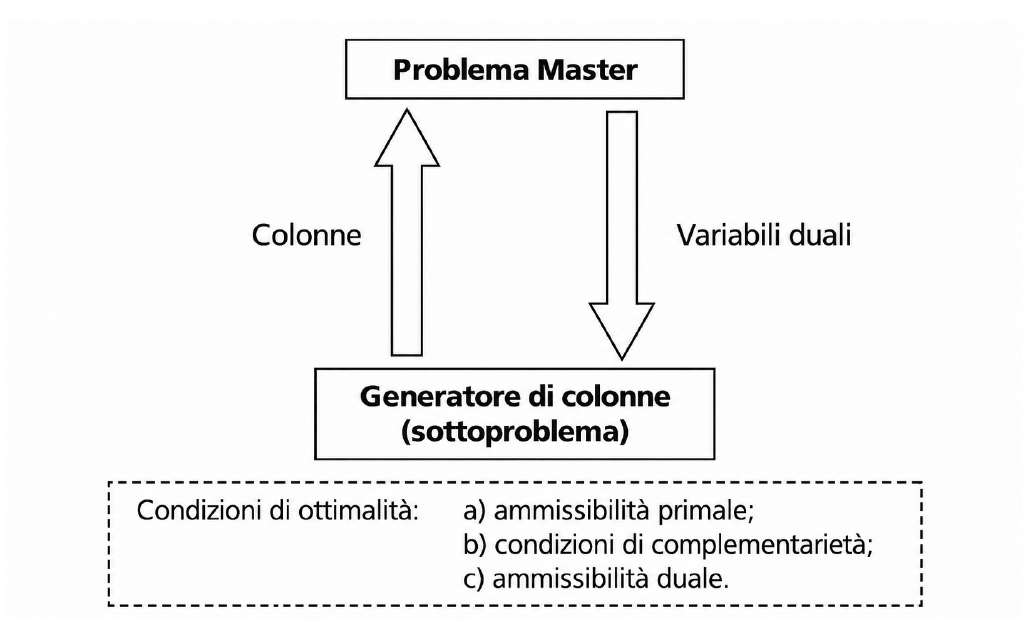 Problema Master
Colonne
Variabili duali
Generatore di colonne
(sottoproblema)
Condizioni di ottimalità: a) ammissibilità primale;
b) condizioni di complementarietà;
c) ammissibilità duale.